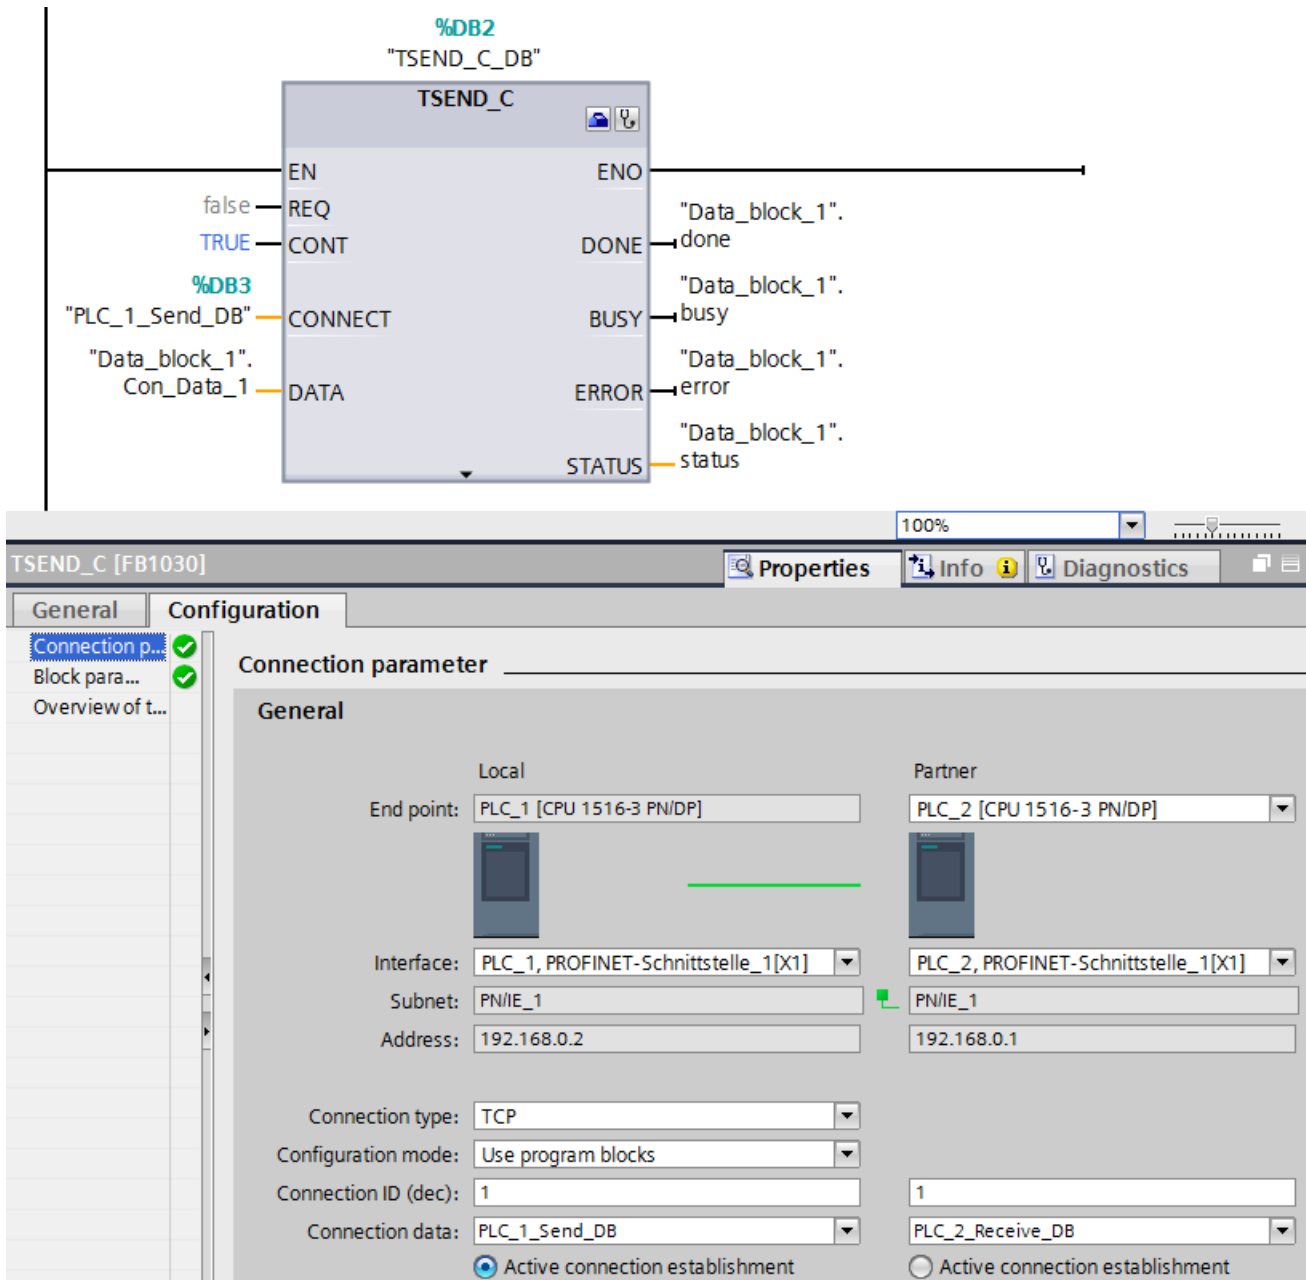 %DB2
"TSEND_C_DB"
TSEND_C
EN ENO
false REQ
"Data_block_1".
TRUE CONT DONE done
%DB3 "Data_block_1".
"PLC_1_Send_DB" CONNECT BUSY busy
"Data_block_1". "Data_block_1".
Con_Data_1 DATA ERROR error
"Data_block_1".
STATUS status
100%
TSEND_C [FB1030] Properties Info Diagnostics
General Configuration
Connection p...
Block para...
Overview of t...
Connection parameter
General
Local Partner
End point: PLC_1 [CPU 1516-3 PN/DP] PLC_2 [CPU 1516-3 PN/DP]
Interface: PLC_1, PROFINET-Schnittstelle_1[X1] PLC_2, PROFINET-Schnittstelle_1[X1]
Subnet: PN/IE_1 PN/IE_1
Address: 192.168.0.2 192.168.0.1
Connection type: TCP
Configuration mode: Use program blocks
Connection ID (dec): 1 1
Connection data: PLC_1_Send_DB PLC_2_Receive_DB
Active connection establishment Active connection establishment